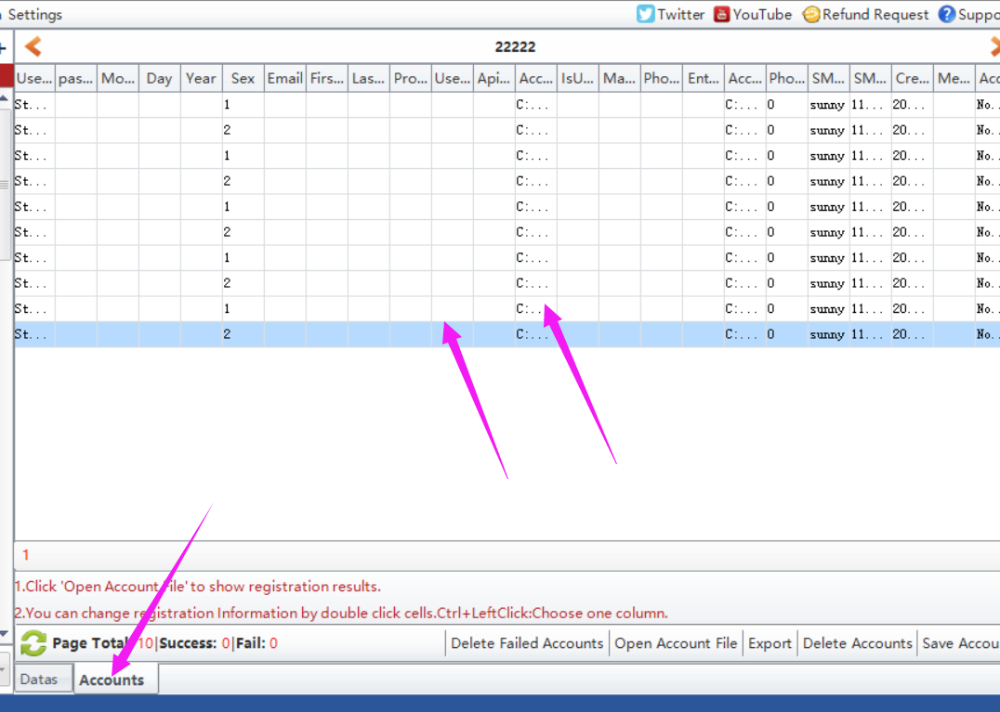 Settings Twitter YouTube Refund Request Suppo
22222
Use... pas... Mo... Day Year Sex Email Firs... Las... Pro... Use... Api... Acc... IsU... Ma... Pho... Ent... Acc... Pho... SM... SM... Cre... Me... Acc
St... 1 C:... C:... 0 sunny 11... 20... No..
St... 2 C:... C:... 0 sunny 11... 20... No..
St... 1 C:... C:... 0 sunny 11... 20... No..
St... 2 C:... C:... 0 sunny 11... 20... No..
St... 1 C:... C:... 0 sunny 11... 20... No..
St... 2 C:... C:... 0 sunny 11... 20... No..
St... 1 C:... C:... 0 sunny 11... 20... No..
St... 2 C:... C:... 0 sunny 11... 20... No..
St... 1 C:... C:... 0 sunny 11... 20... No..
St... 2 C:... C:... 0 sunny 11... 20... No..
1
1.Click 'Open Account File' to show registration results.
2.You can change registration Information by double click cells.Ctrl+LeftClick:Choose one column.
Page Total: 10|Success: 0|Fail: 0 Delete Failed Accounts Open Account File Export Delete Accounts Save Accou
Datas Accounts